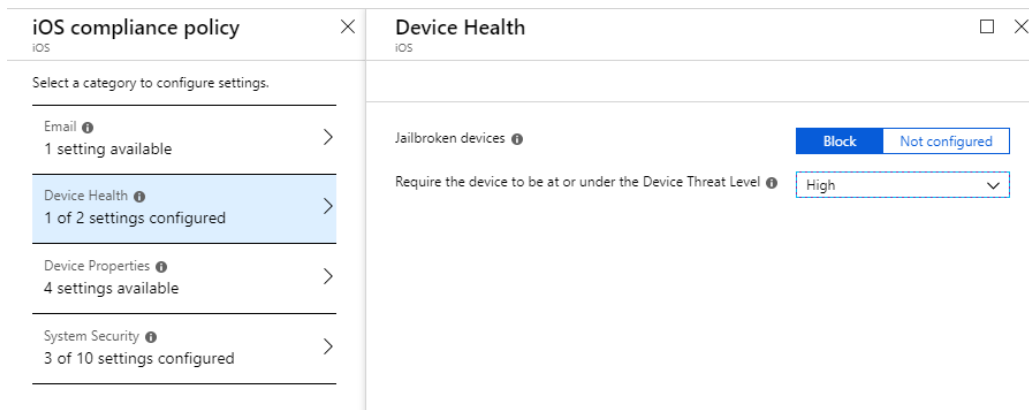 iOS compliance policy
iOS
Select a category to configure settings.
Email
1 setting available
Device Health
1 of 2 settings configured
Device Properties
4 settings available
System Security
3 of 10 settings configured
Device Health
iOS
Jailbroken devices
Block
Not configured
Require the device to be at or under the Device Threat Level
High